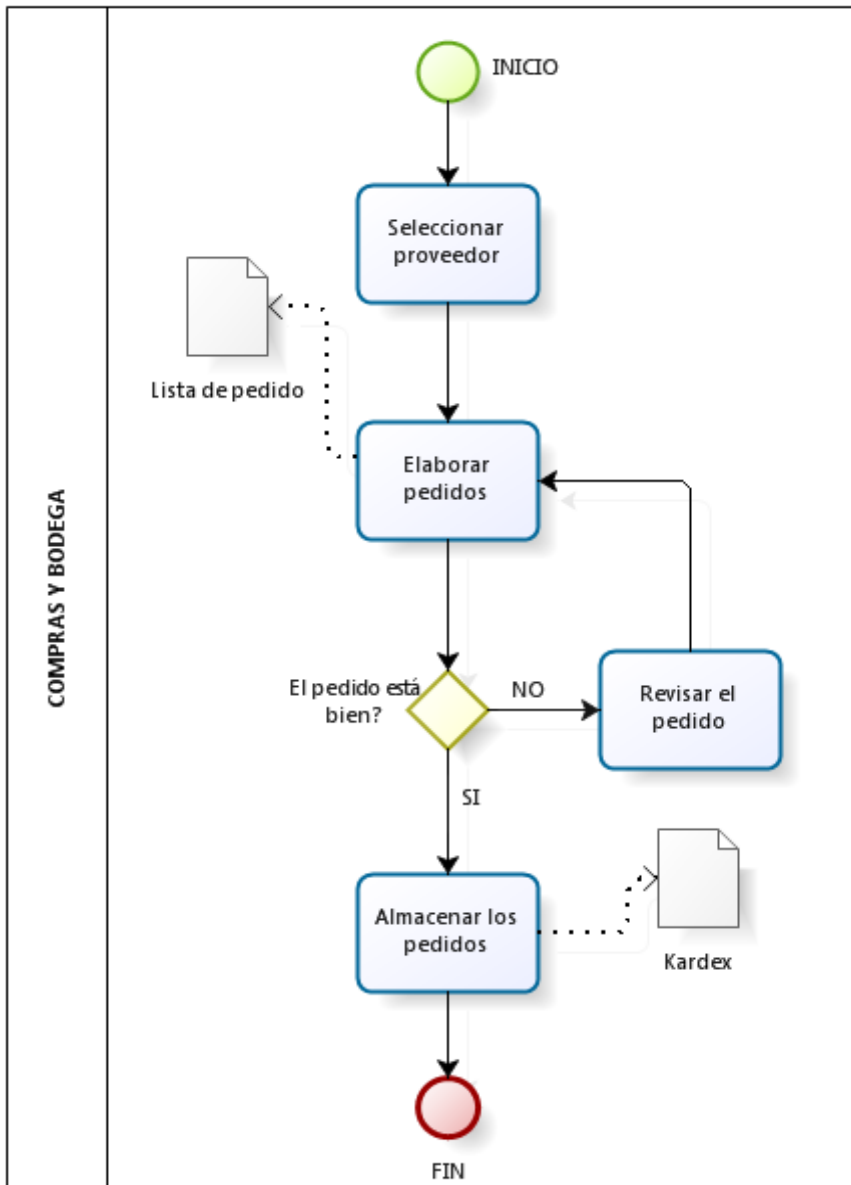 COMPRAS Y BODEGA
INICIO
Seleccionar
proveedor
Lista de pedido
Elaborar
pedidos
El pedido está
bien?
NO
Revisar el
pedido
SI
Almacenar los
pedidos
Kardex
FIN